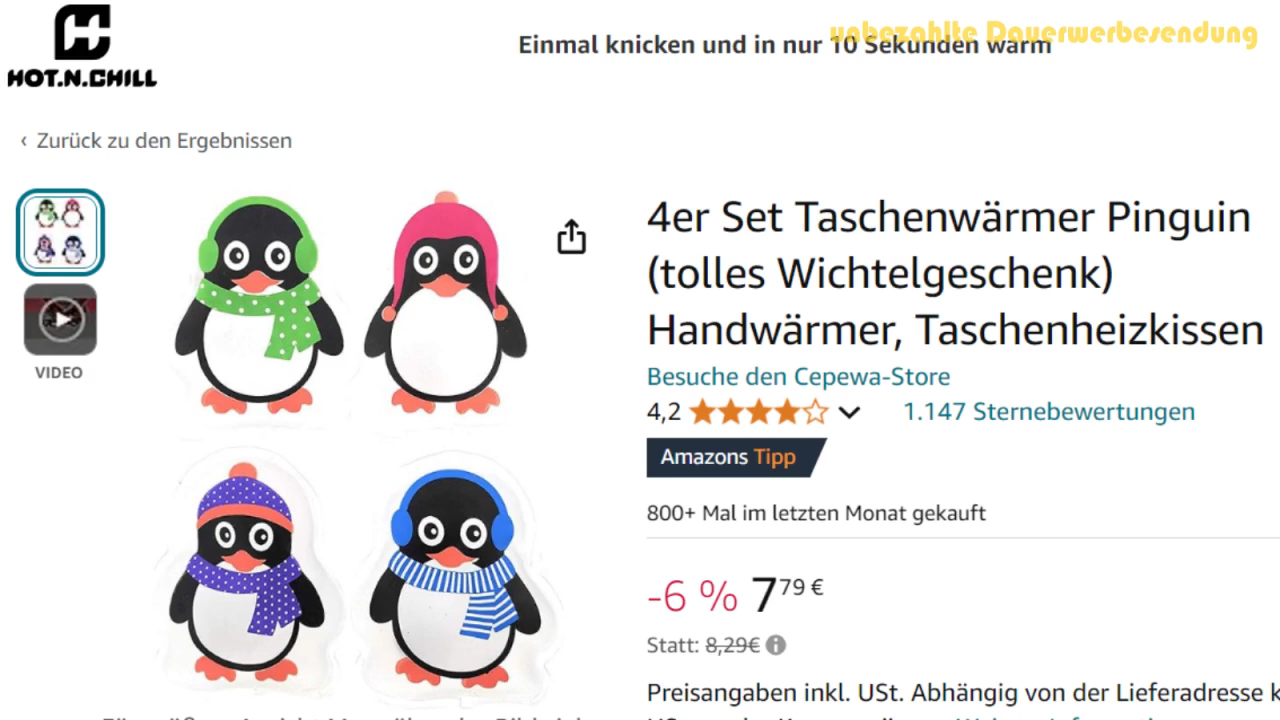 HOT.N.CHILL
unbezahlte Dauerwerbesendung
Einmal knicken und in nur 10 Sekunden warm
‹ Zurück zu den Ergebnissen
VIDEO
4er Set Taschenwärmer Pinguin
(tolles Wichtelgeschenk)
Handwärmer, Taschenheizkissen
Besuche den Cepewa-Store
4,2 1.147 Sternebewertungen
Amazons Tipp
800+ Mal im letzten Monat gekauft
-6 % 7 79 €
Statt: 8,29€
Preisangaben inkl. USt. Abhängig von der Lieferadresse k